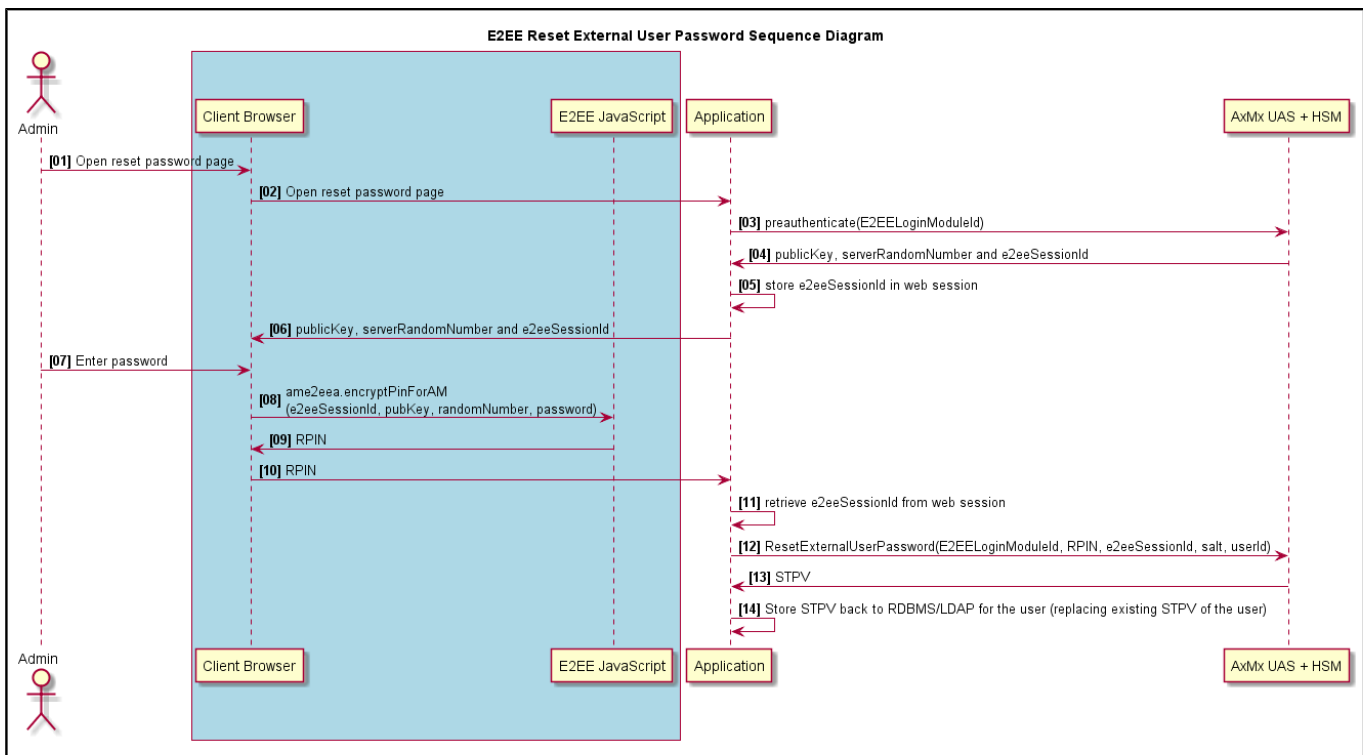 E2EE Reset External User Password Sequence Diagram
Admin
Client Browser
E2EE JavaScript
Application
AxMx UAS + HSM
[01] Open reset password page
[02] Open reset password page
[03] preauthenticate(E2EELoginModuleId)
[04] publicKey, serverRandomNumber and e2eeSessionId
[05] store e2eeSessionId in web session
[06] publicKey, serverRandomNumber and e2eeSessionId
[07] Enter password
[08] ame2eea.encryptPinForAM
(e2eeSessionId, pubKey, randomNumber, password)
[09] RPIN
[10] RPIN
[11] retrieve e2eeSessionId from web session
[12] ResetExternalUserPassword(E2EELoginModuleId, RPIN, e2eeSessionId, salt, userId)
[13] STPV
[14] Store STPV back to RDBMS/LDAP for the user (replacing existing STPV of the user)
Admin
Client Browser
E2EE JavaScript
Application
AxMx UAS + HSM